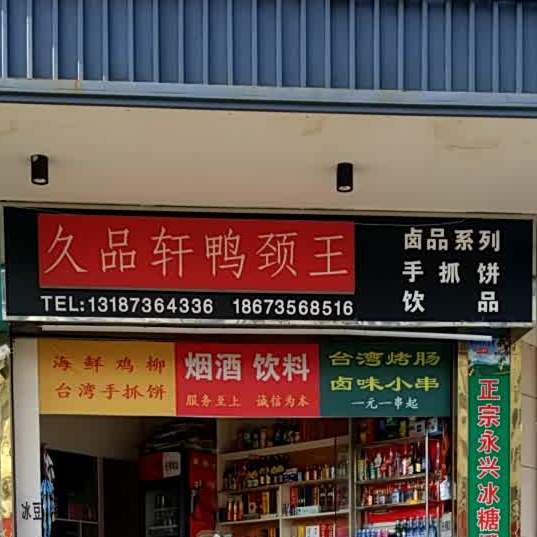 久品轩鸭颈王
TEL:13187364336 18673568516
卤品系列
手抓饼
饮品
海鲜鸡柳
台湾手抓饼
烟酒 饮料
服务至上 诚信为本
台湾烤肠
卤味小串
一元一串起
正宗永兴冰糖
冰豆